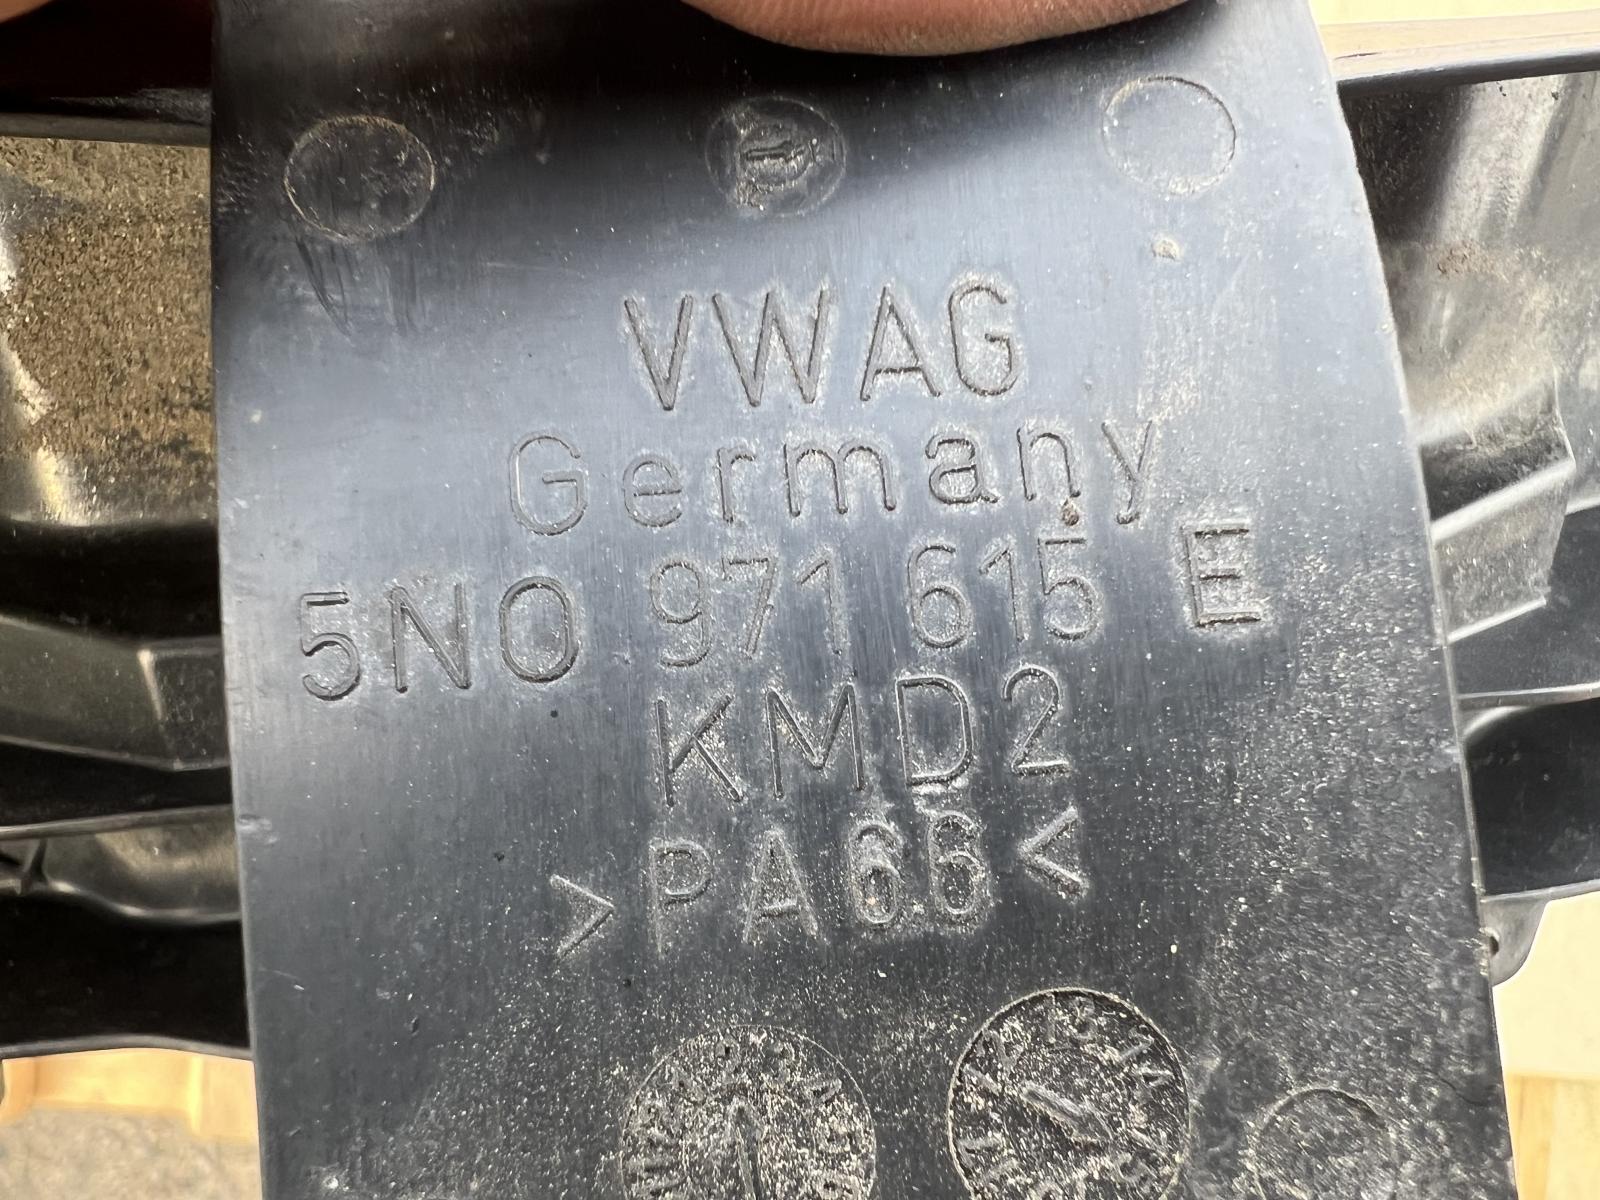 VWAG
Germany
5N0 971 615 E
KMD2
>PA66<